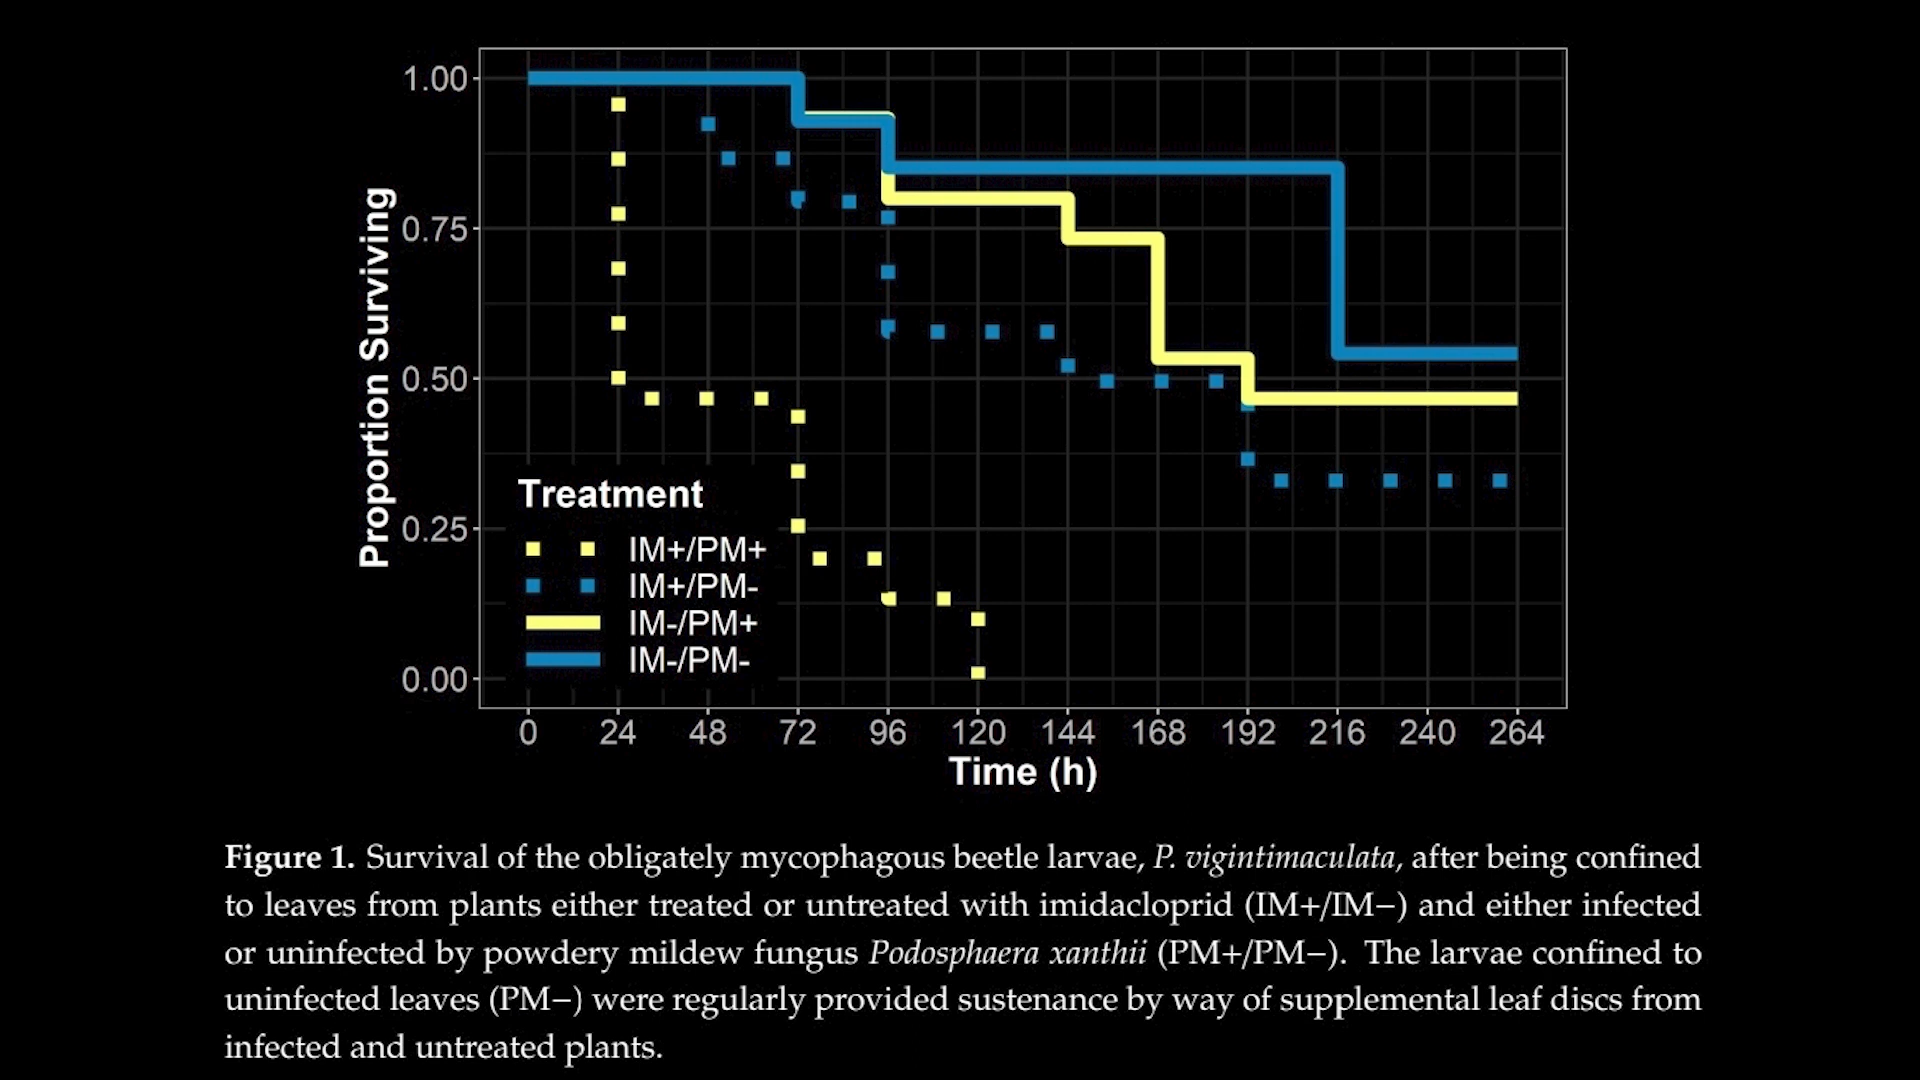 Proportion Surviving
1.00
0.75
0.50
0.25
0.00
Treatment
IM+/PM+
IM+/PM-
IM-/PM+
IM-/PM-
0 24 48 72 96 120 144 168 192 216 240 264
Time (h)
Figure 1. Survival of the obligately mycophagous beetle larvae, P. vigintimaculata, after being confined
to leaves from plants either treated or untreated with imidacloprid (IM+/IM−) and either infected
or uninfected by powdery mildew fungus Podosphaera xanthii (PM+/PM−). The larvae confined to
uninfected leaves (PM−) were regularly provided sustenance by way of supplemental leaf discs from
infected and untreated plants.